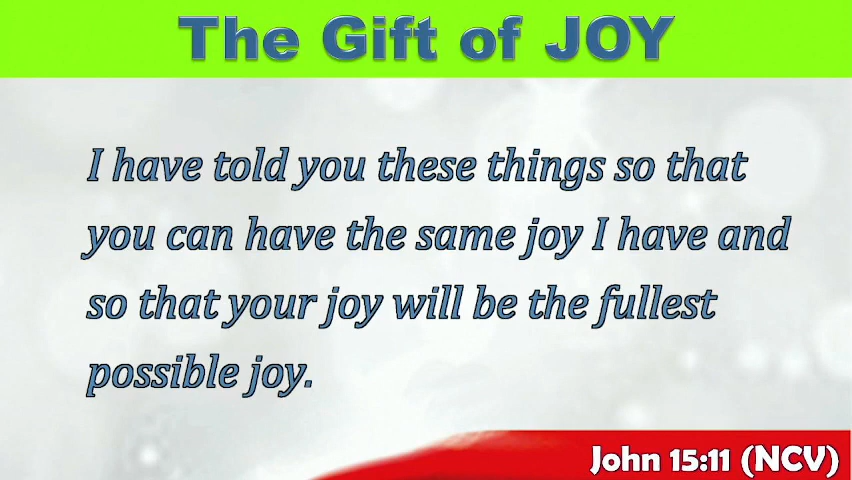 The Gift of JOY
I have told you these things so that
you can have the same joy I have and
so that your joy will be the fullest
possible joy.
John 15:11 (NCV)